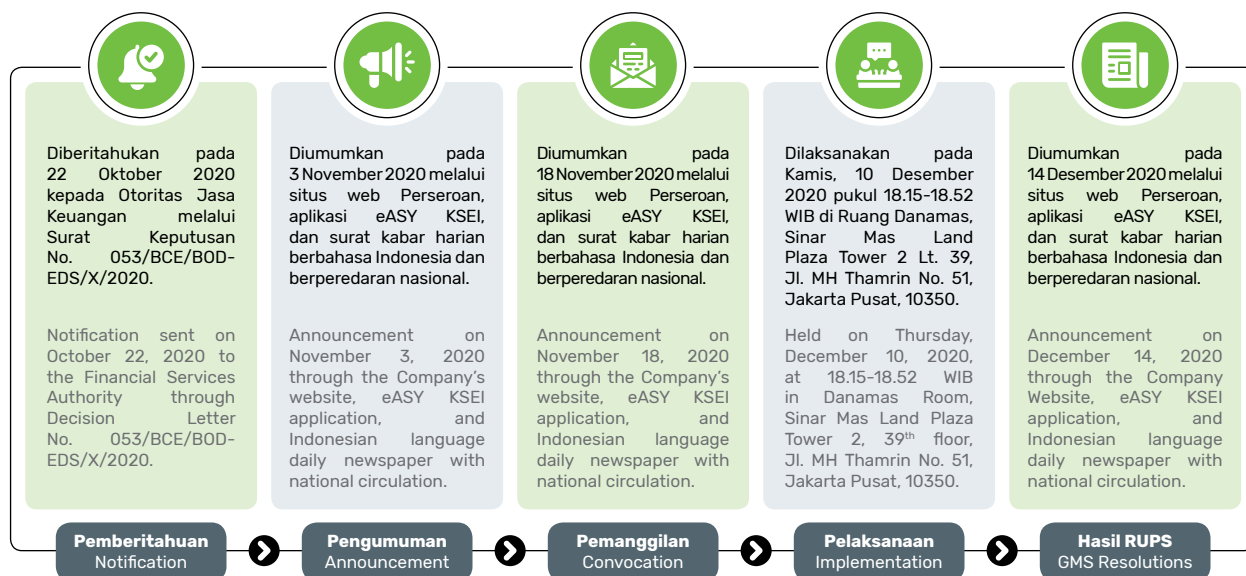 Diberitahukan pada
22 Oktober 2020
kepada Otoritas Jasa
Keuangan melalui
Surat Keputusan
No. 053/BCE/BOD-
EDS/X/2020.
Notification sent on
October 22, 2020 to
the Financial Services
Authority through
Decision Letter
No. 053/BCE/BOD-
EDS/X/2020.
Pemberitahuan
Notification
Diumumkan pada
3 November 2020 melalui
situs web Perseroan,
aplikasi eASY KSEI,
dan surat kabar harian
berbahasa Indonesia dan
berperedaran nasional.
Announcement on
November 3, 2020
through the Company's
website, eASY KSEI
application, and
Indonesian language
daily newspaper with
national circulation.
Pengumuman
Announcement
Diumumkan pada
18 November 2020 melalui
situs web Perseroan,
aplikasi eASY KSEI,
dan surat kabar harian
berbahasa Indonesia dan
berperedaran nasional.
Announcement on
November 18, 2020
through the Company's
website, eASY KSEI
application, and
Indonesian language
daily newspaper with
national circulation.
Pemanggilan
Convocation
Dilaksanakan pada
Kamis, 10 Desember
2020 pukul 18.15-18.52
WIB di Ruang Danamas,
Sinar Mas Land
Plaza Tower 2 Lt. 39,
Jl. MH Thamrin No. 51,
Jakarta Pusat, 10350.
Held on Thursday,
December 10, 2020,
at 18.15-18.52 WIB
in Danamas Room,
Sinar Mas Land Plaza
Tower 2, 39th floor,
Jl. MH Thamrin No. 51,
Jakarta Pusat, 10350.
Pelaksanaan
Implementation
Diumumkan pada
14 Desember 2020 melalui
situs web Perseroan,
aplikasi eASY KSEI,
dan surat kabar harian
berbahasa Indonesia dan
berperedaran nasional.
Announcement on
December 14, 2020
through the Company
Website, eASY KSEI
application, and
Indonesian language
daily newspaper with
national circulation.
Hasil RUPS
GMS Resolutions